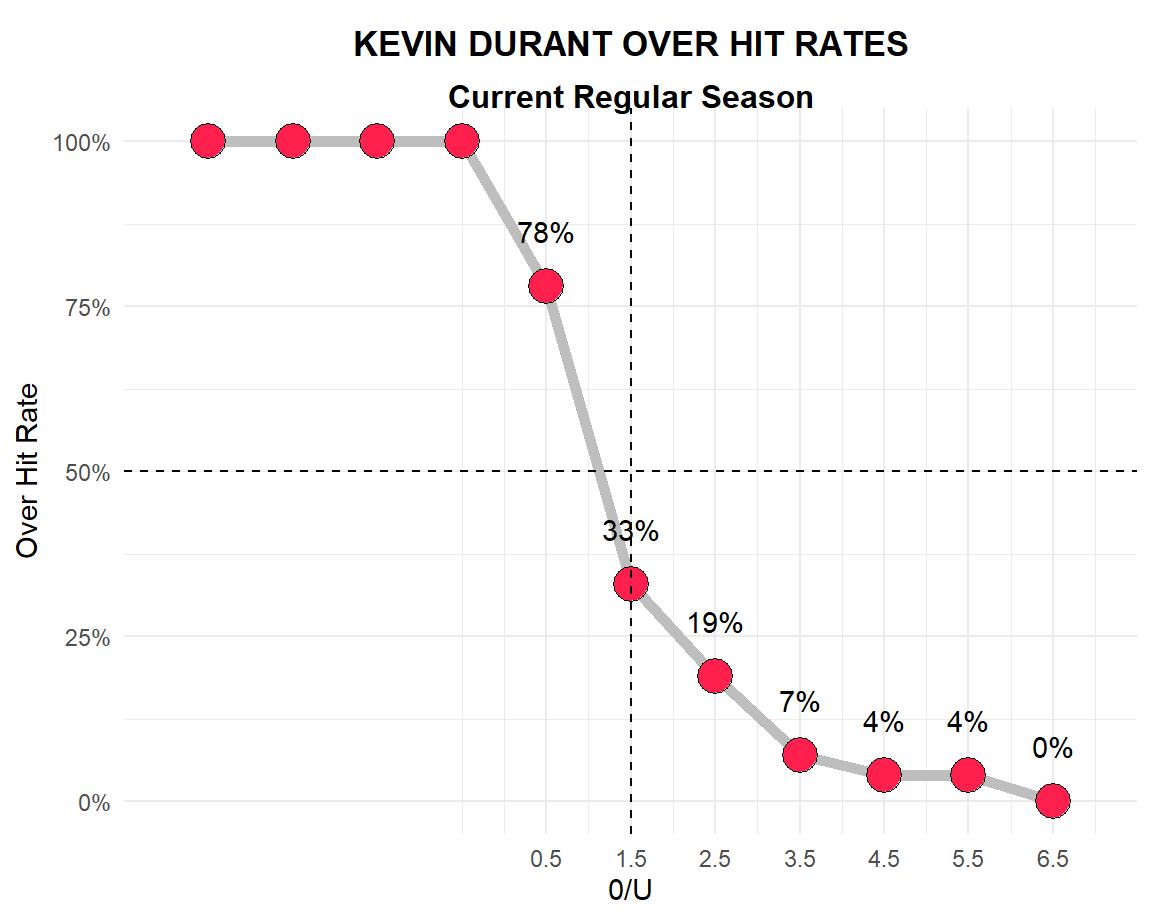 KEVIN DURANT OVER HIT RATES
Current Regular Season
100%
78%
75%
Over Hit Rate
50%
33%
25%
19%
7%
4%
4%
0%
0%
0.5 1.5 2.5 3.5 4.5 5.5 6.5
0/U